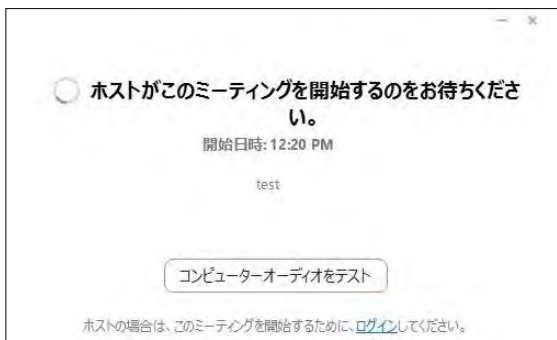 ホストがこのミーティングを開始するのをお待ちくださ
い。
開始日時: 12:20 PM
test
コンピューターオーディオをテスト
ホストの場合は、このミーティングを開始するために、ログインしてください。